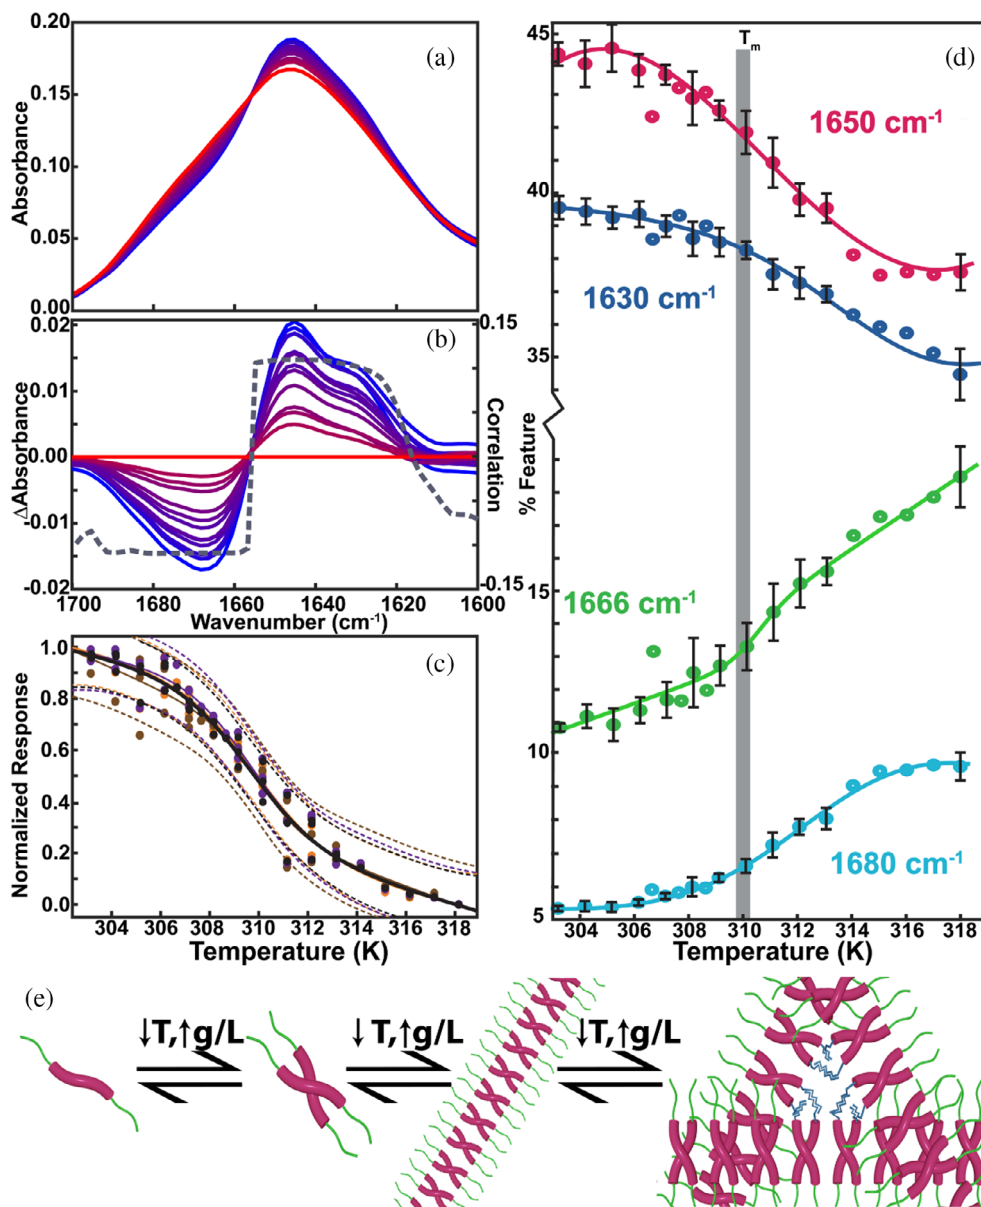 (a)
Absorbance
0.20
0.15
0.10
0.05
0.00
(b)
ΔAbsorbance
0.02
0.01
0.00
-0.01
-0.02
0.15
Correlation
-0.15
1700
1680
1660
1640
1620
1600
Wavenumber (cm⁻¹)
(c)
Normalized Response
1.0
0.8
0.6
0.4
0.2
0.0
304 306 308 310 312 314 316 318
Temperature (K)
(d)
Tₘ
% Feature
45
40
35
15
10
5
1650 cm⁻¹
1630 cm⁻¹
1666 cm⁻¹
1680 cm⁻¹
304 306 308 310 312 314 316 318
Temperature (K)
(e)
↓T,↑g/L
↓T,↑g/L
↓T,↑g/L